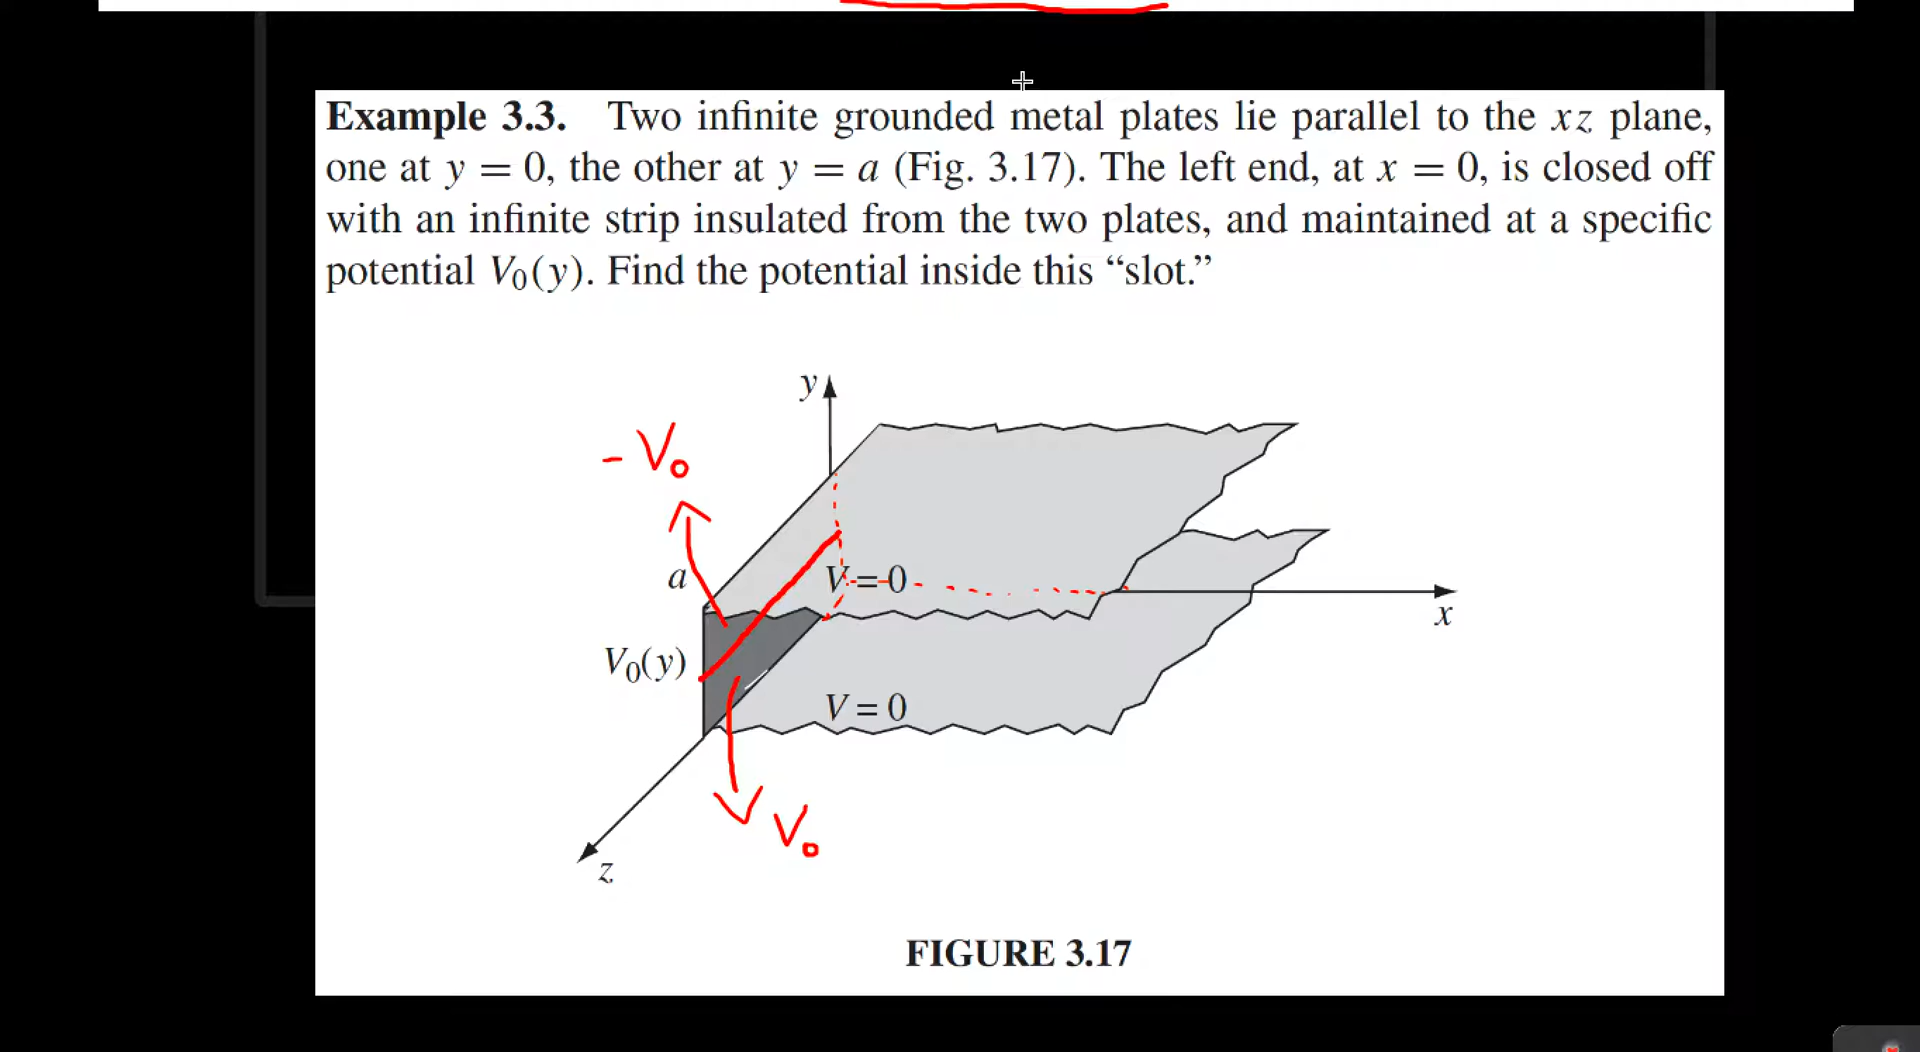 Example 3.3. Two infinite grounded metal plates lie parallel to the xz plane,
one at y = 0, the other at y = a (Fig. 3.17). The left end, at x = 0, is closed off
with an infinite strip insulated from the two plates, and maintained at a specific
potential V₀(y). Find the potential inside this “slot.”
y
-V₀
a
V = 0
x
V₀(y)
V = 0
V₀
z
FIGURE 3.17